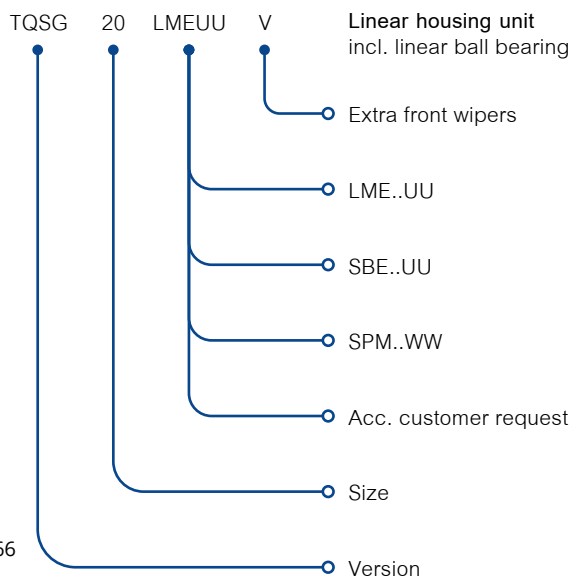 TQSG 20 LMEUU V
Linear housing unit
incl. linear ball bearing
Extra front wipers
LME..UU
SBE..UU
SPM..WW
Acc. customer request
Size
Version